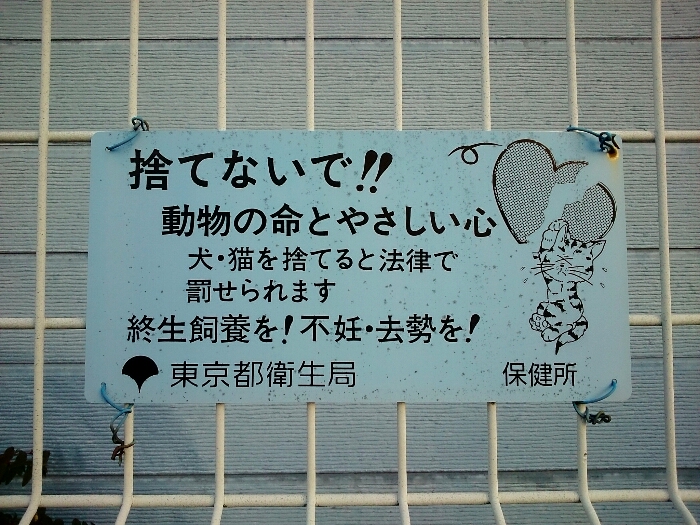 捨てないで!!
動物の命とやさしい心
犬・猫を捨てると法律で
罰せられます
終生飼養を!不妊・去勢を!
東京都衛生局 保健所